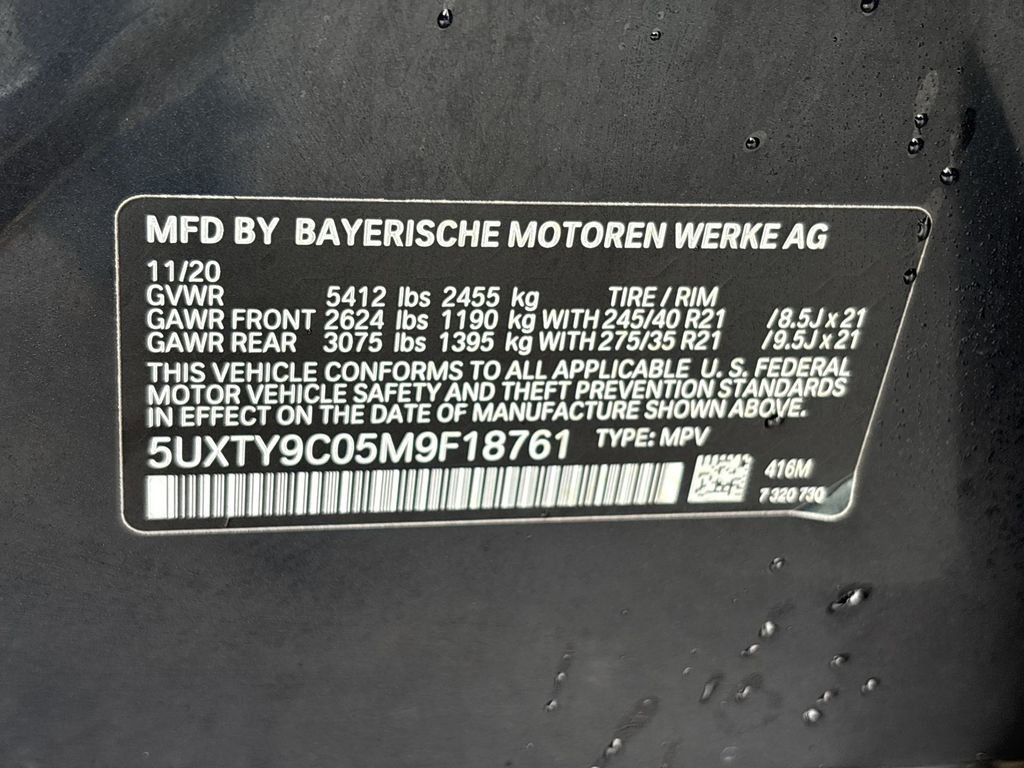 MFD BY BAYERISCHE MOTOREN WERKE AG
11/20
GVWR 5412 lbs 2455 kg TIRE / RIM
GAWR FRONT 2624 lbs 1190 kg WITH 245/40 R21 /8.5J x 21
GAWR REAR 3075 lbs 1395 kg WITH 275/35 R21 /9.5J x 21
THIS VEHICLE CONFORMS TO ALL APPLICABLE U. S. FEDERAL
MOTOR VEHICLE SAFETY AND THEFT PREVENTION STANDARDS
IN EFFECT ON THE DATE OF MANUFACTURE SHOWN ABOVE.
5UXTY9C05M9F18761 TYPE: MPV
416M
7 320 730